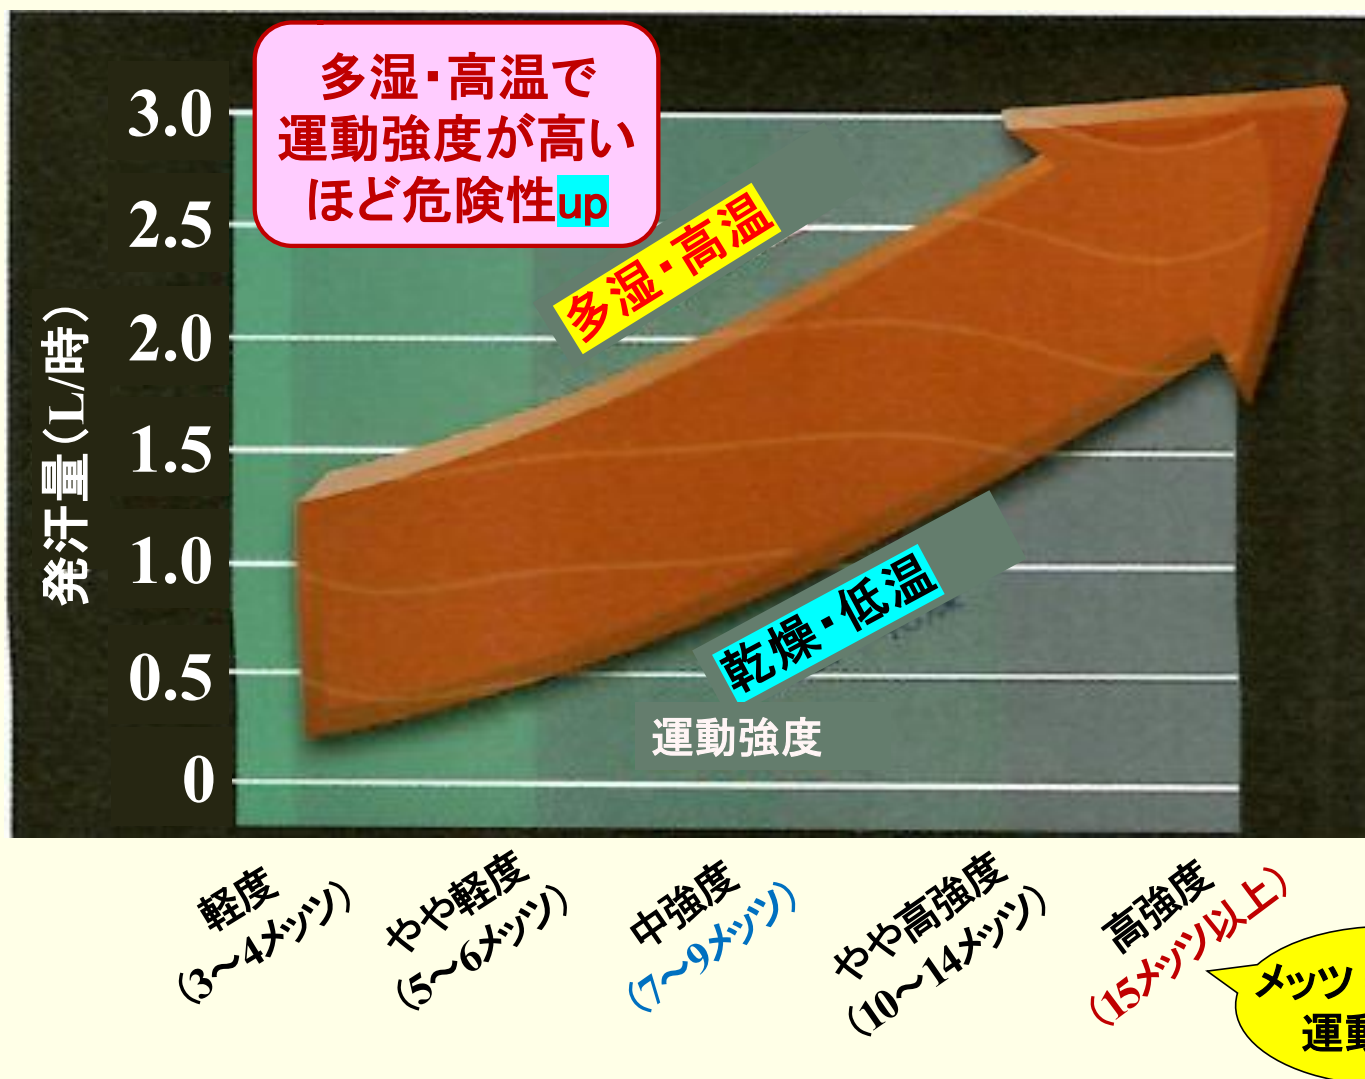 多湿・高温で
運動強度が高い
ほど危険性up
3.0
2.5
2.0
1.5
1.0
0.5
0
発汗量(L/時)
多湿・高温
乾燥・低温
運動強度
軽度
(3～4メッツ)
やや軽度
(5～6メッツ)
中強度
(7～9メッツ)
やや高強度
(10～14メッツ)
高強度
(15メッツ以上)
メッツ
運動